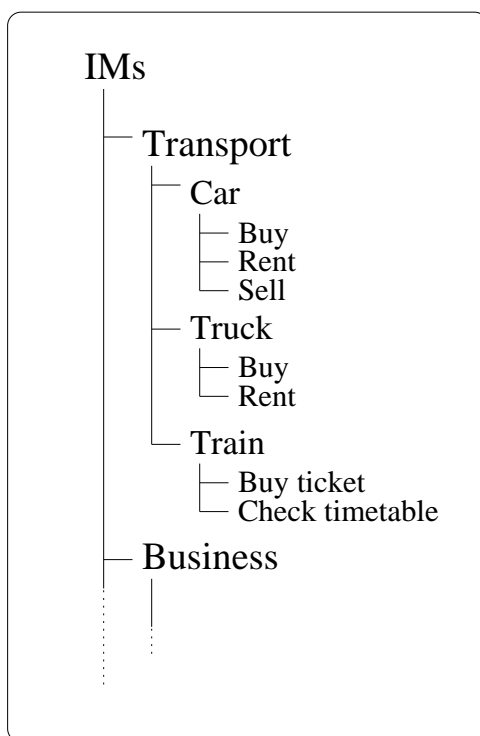 IMs
Transport
Car
Buy
Rent
Sell
Truck
Buy
Rent
Train
Buy ticket
Check timetable
Business